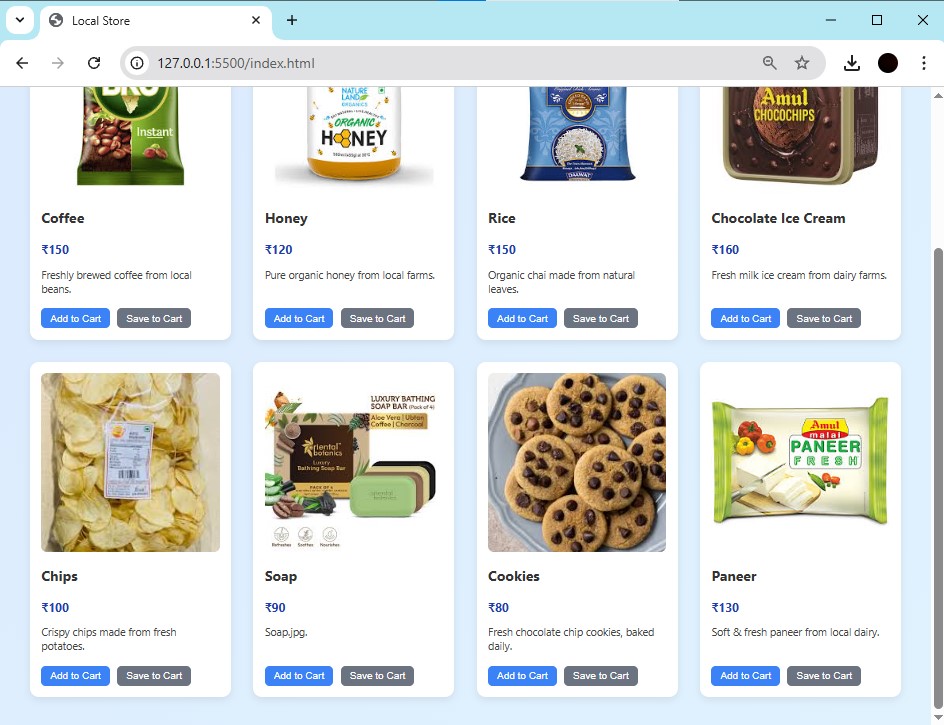 Local Store
127.0.0.1:5500/index.html
BRU
Instant
NATURE
LAND
ORGANICS
ORGANIC
HONEY
DAAWAT
Amul
CHOCOCHIPS
Coffee
₹150
Freshly brewed coffee from local
beans.
Add to Cart
Save to Cart
Honey
₹120
Pure organic honey from local farms.
Add to Cart
Save to Cart
Rice
₹150
Organic chai made from natural
leaves.
Add to Cart
Save to Cart
Chocolate Ice Cream
₹160
Fresh milk ice cream from dairy farms.
Add to Cart
Save to Cart
Chips
₹100
Crispy chips made from fresh
potatoes.
Add to Cart
Save to Cart
LUXURY BATHING
SOAP BAR (Pack of 4)
Aloe Vera | Ubtan
Coffee | Charcoal
oriental
botanics
Luxury
Bathing Soap Bar
PACK OF 4
Refreshes
Soothes
Nourishes
Soap
₹90
Soap.jpg.
Add to Cart
Save to Cart
Cookies
₹80
Fresh chocolate chip cookies, baked
daily.
Add to Cart
Save to Cart
Amul
malai
PANEER
FRESH
Paneer
₹130
Soft & fresh paneer from local dairy.
Add to Cart
Save to Cart